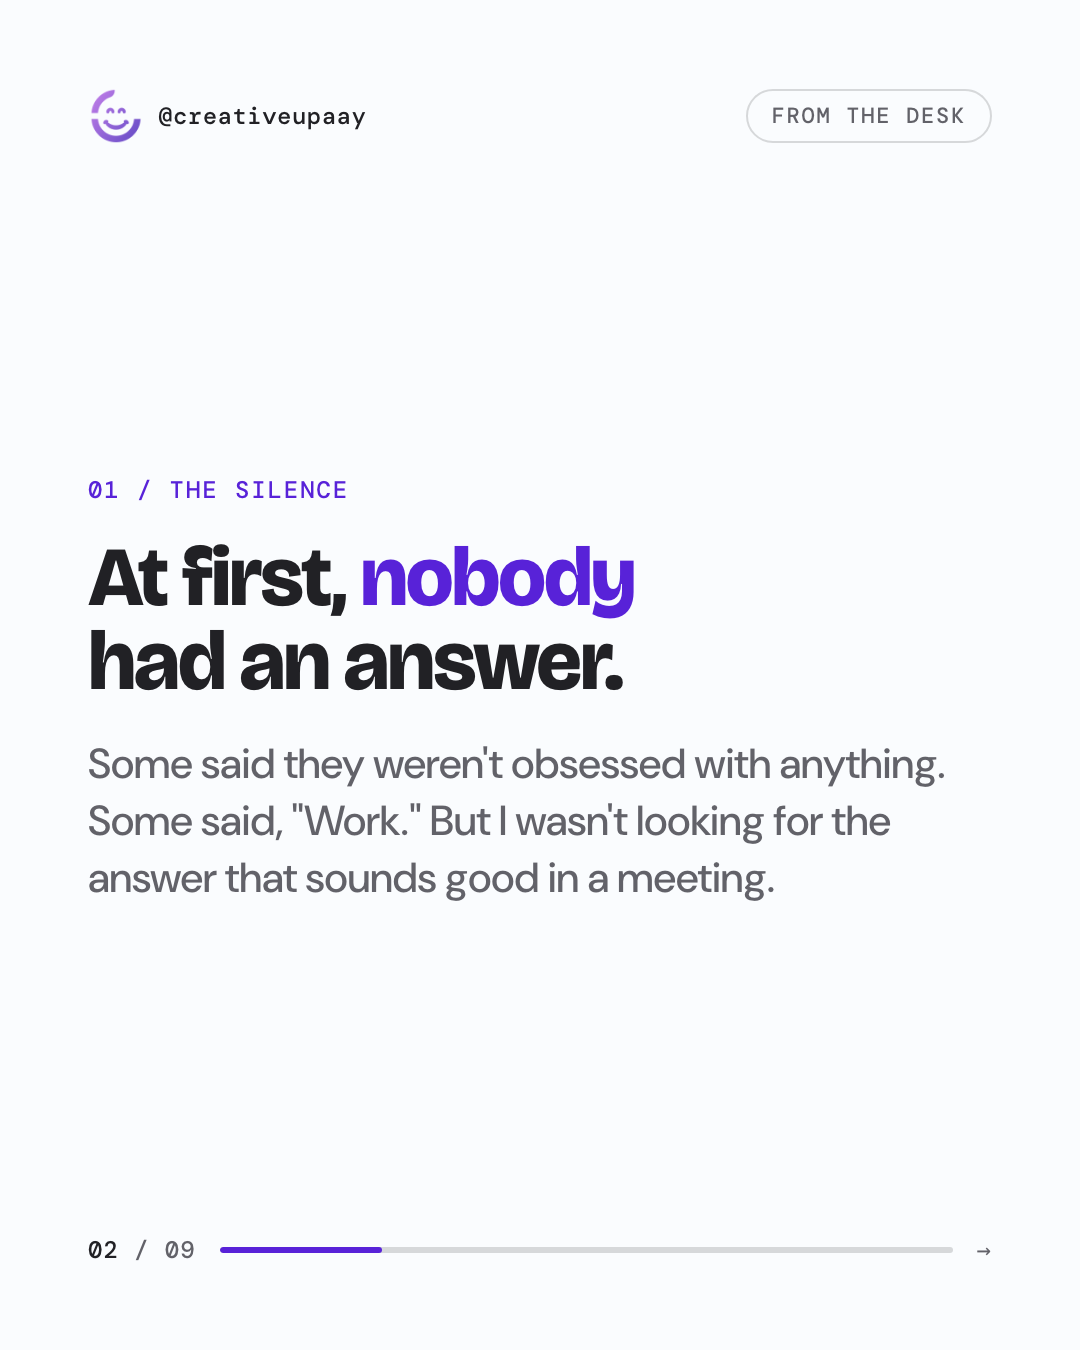 @creativeupaay
FROM THE DESK
01 / THE SILENCE
At first, nobody
had an answer.
Some said they weren't obsessed with anything.
Some said, "Work." But I wasn't looking for the
answer that sounds good in a meeting.
02 / 09 →